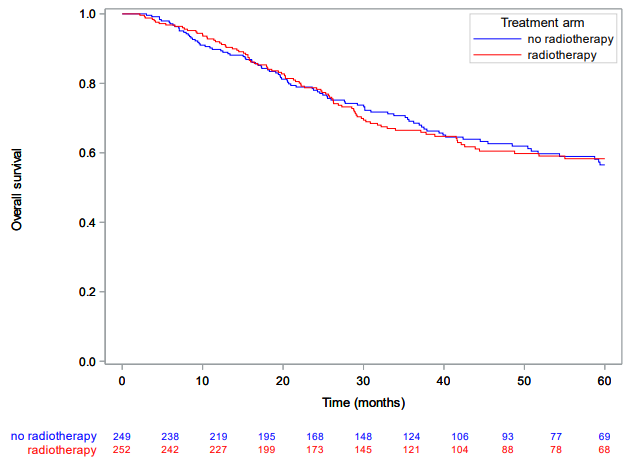 Treatment arm
no radiotherapy
radiotherapy
1.0
0.8
0.6
0.4
0.2
0.0
Overall survival
0 10 20 30 40 50 60
Time (months)
no radiotherapy 249 238 219 195 168 148 124 106 93 77 69
radiotherapy 252 242 227 199 173 145 121 104 88 78 68